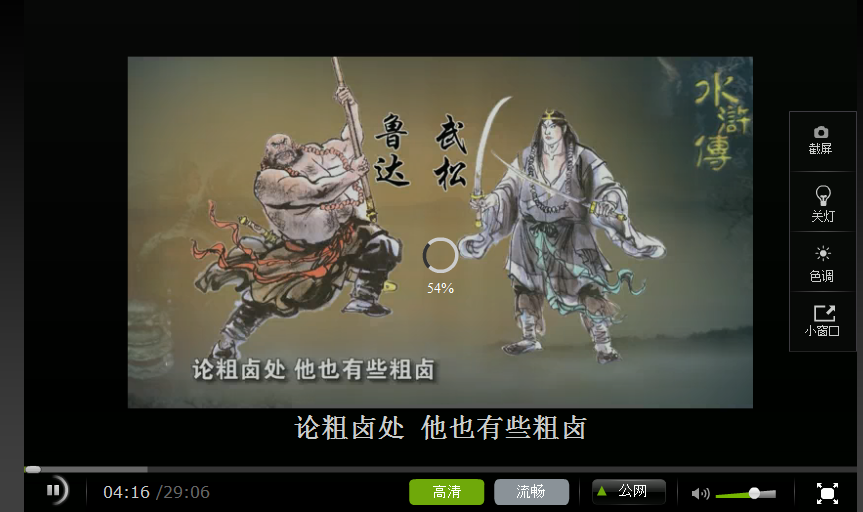 水浒傳
鲁达
武松
54%
论粗卤处 他也有些粗卤
论粗卤处 他也有些粗卤
截屏
关灯
色调
小窗口
04:16 /29:06
高清
流畅
公网